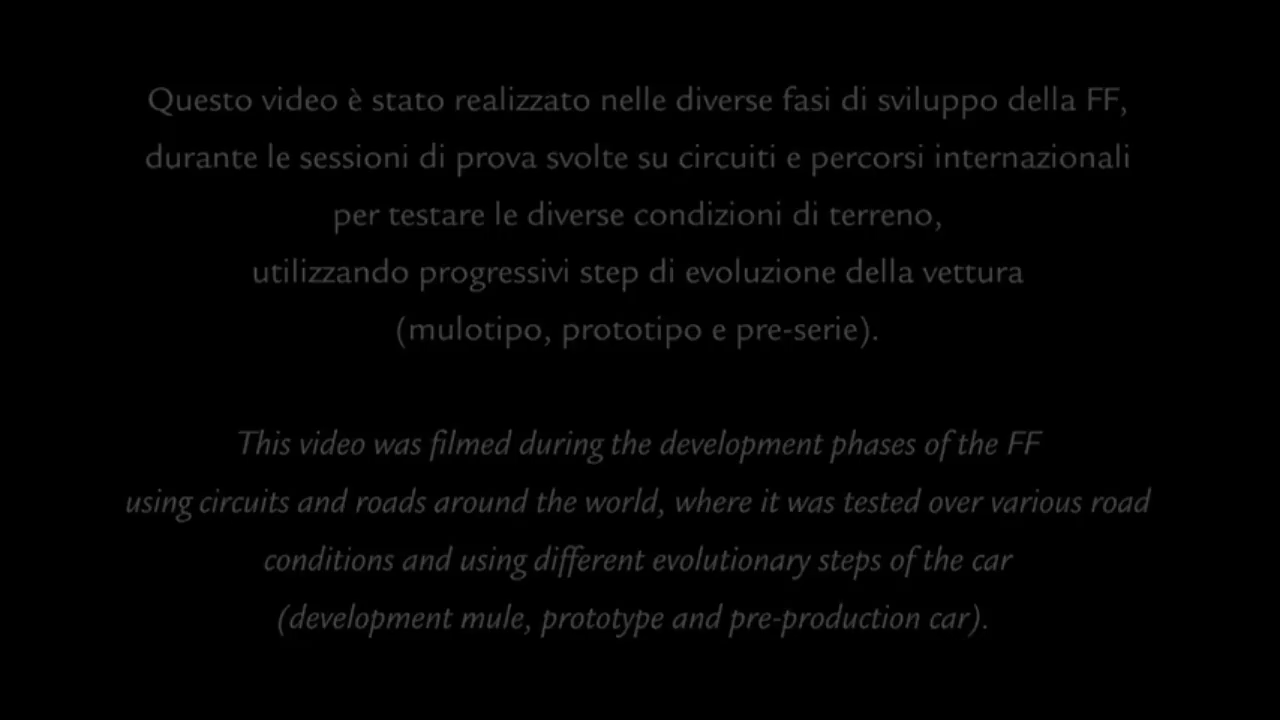 Questo video è stato realizzato nelle diverse fasi di sviluppo della FF,
durante le sessioni di prova svolte su circuiti e percorsi internazionali
per testare le diverse condizioni di terreno,
utilizzando progressivi step di evoluzione della vettura
(mulotipo, prototipo e pre-serie).
This video was filmed during the development phases of the FF
using circuits and roads around the world, where it was tested over various road
conditions and using different evolutionary steps of the car
(development mule, prototype and pre-production car).